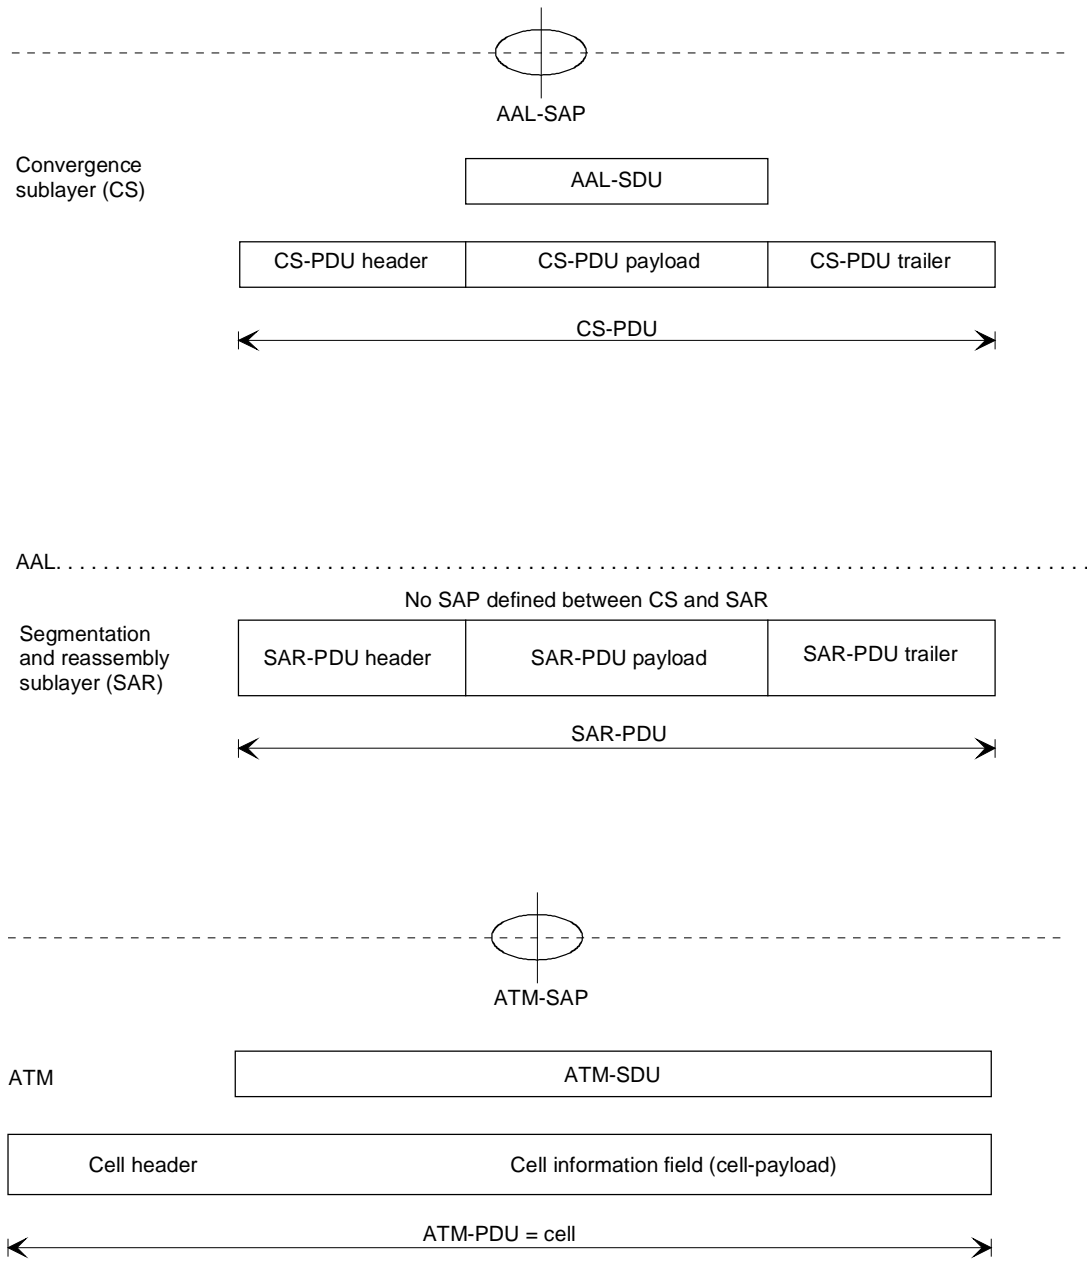 AAL-SAP
Convergence
sublayer (CS)
AAL-SDU
CS-PDU header CS-PDU payload CS-PDU trailer
CS-PDU
AAL. . . . . . . . . . . . . . . . . . . . . . . . . . . . . . . . . . . . . . . . . . . . . . . . . . . . . . . . . . . . . . . . . . . . . . . . . . . . . . . . . . . . . . . .
No SAP defined between CS and SAR
Segmentation
and reassembly
sublayer (SAR)
SAR-PDU header SAR-PDU payload SAR-PDU trailer
SAR-PDU
ATM-SAP
ATM
ATM-SDU
Cell header Cell information field (cell-payload)
ATM-PDU = cell